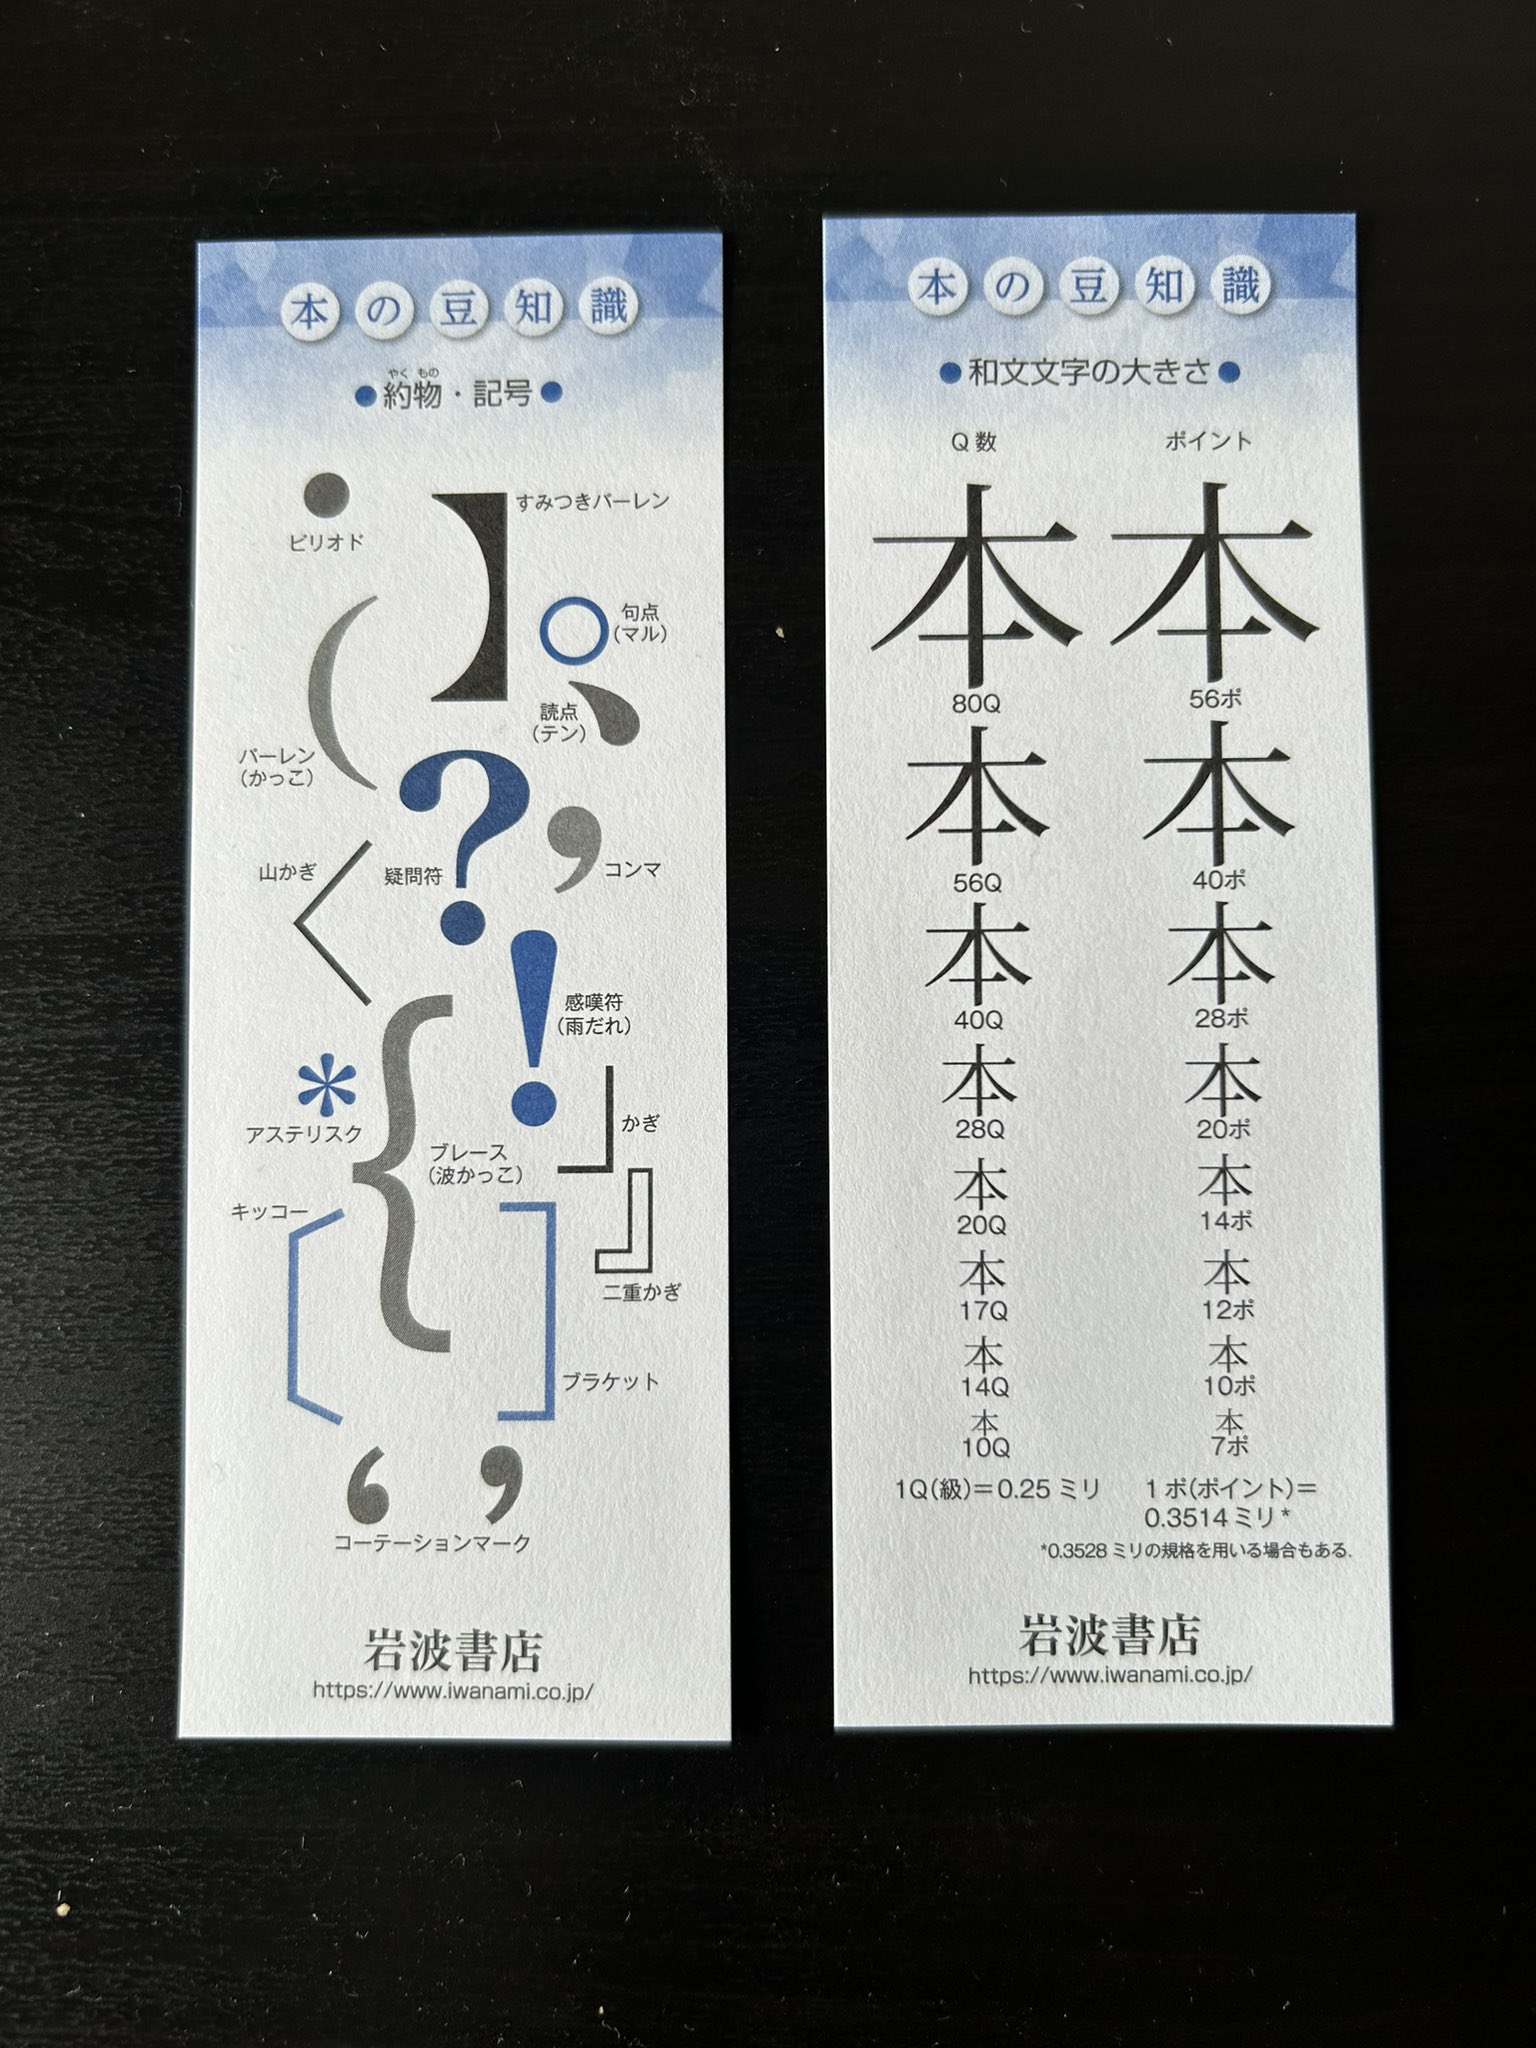 本の豆知識
やく もの
●約物・記号●
ピリオド
】
すみつきパーレン
句点
(マル)
読点
(テン)
パーレン
(かっこ)
山かぎ
疑問符
?
コンマ
感嘆符
(雨だれ)
!
*
アステリスク
かぎ
ブレース
(波かっこ)
キッコー
二重かぎ
ブラケット
‘ ’
コーテーションマーク
岩波書店
https://www.iwanami.co.jp/
本の豆知識
●和文文字の大きさ●
Q数 ポイント
本 本
80Q 56ポ
本 本
56Q 40ポ
本 本
40Q 28ポ
本 本
28Q 20ポ
本 本
20Q 14ポ
本 本
17Q 12ポ
本 本
14Q 10ポ
本 本
10Q 7ポ
1Q(級)=0.25ミリ
1ポ(ポイント)=
0.3514ミリ*
*0.3528ミリの規格を用いる場合もある.
岩波書店
https://www.iwanami.co.jp/